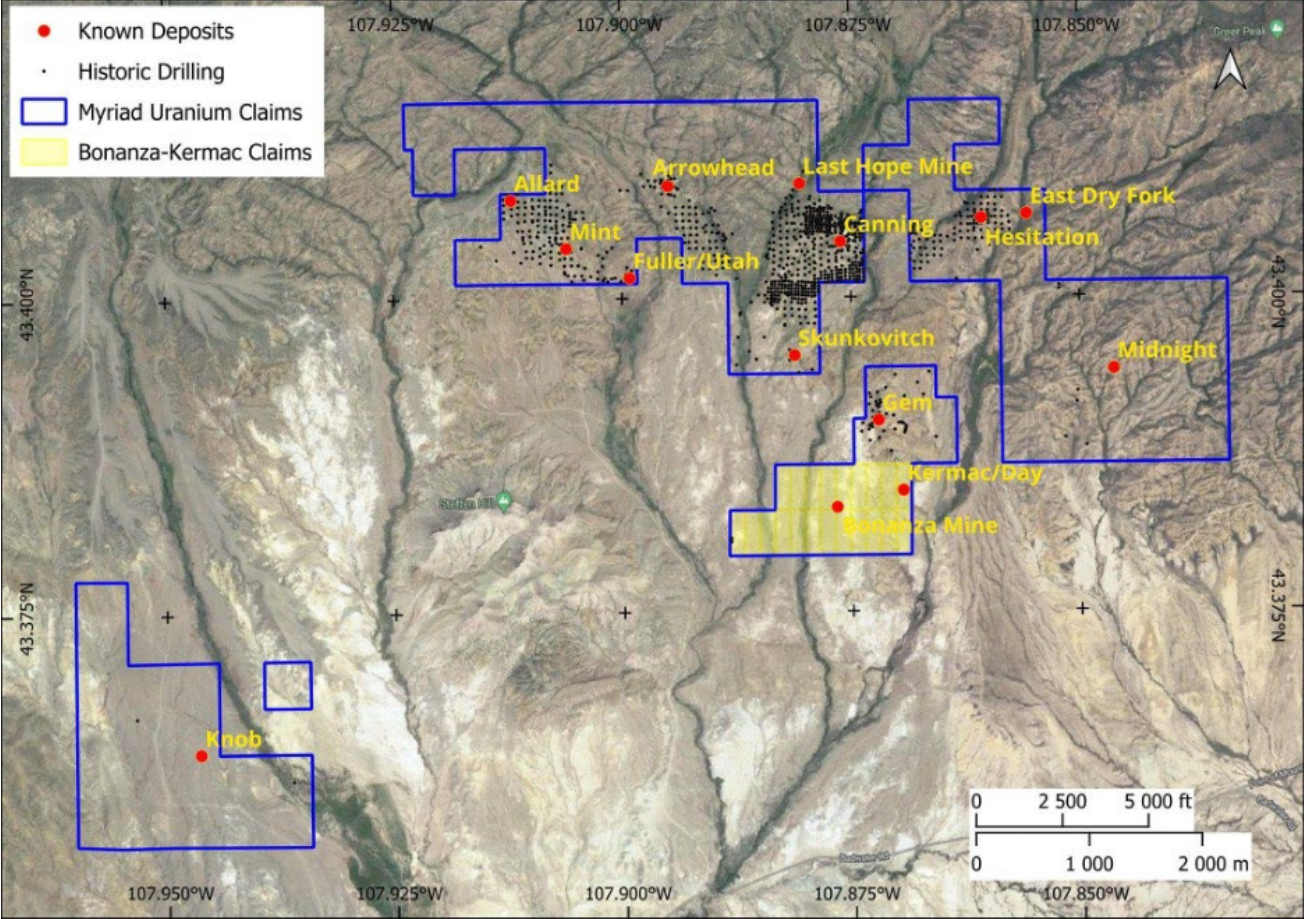 Known Deposits
Historic Drilling
Myriad Uranium Claims
Bonanza-Kermac Claims
107.925°W
107.900°W
107.875°W
107.850°W
Green Peak
Allard
Arrowhead
Last Hope Mine
East Dry Fork
Mint
Canning
Hesitation
Fuller/Utah
43.400°N
43.400°N
Skunkovitch
Midnight
Gem
Kermac/Day
Steffen Hill
Bonanza Mine
43.375°N
43.375°N
Knob
0 2 500 5 000 ft
0 1 000 2 000 m
Badwater Rd
107.950°W
107.925°W
107.900°W
107.875°W
107.850°W